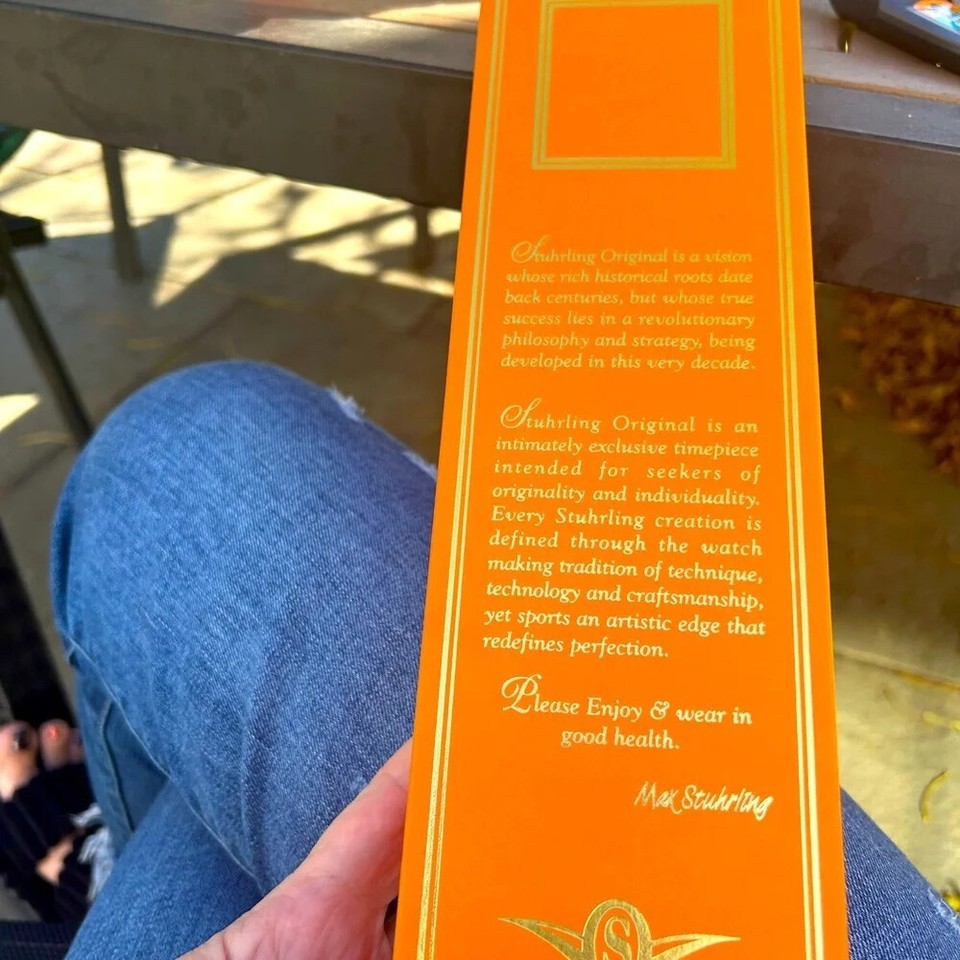 Stuhrling Original is a vision
whose rich historical roots date
back centuries, but whose true
success lies in a revolutionary
philosophy and strategy, being
developed in this very decade.
Stuhrling Original is an
intimately exclusive timepiece
intended for seekers of
originality and individuality.
Every Stuhrling creation is
defined through the watch
making tradition of technique,
technology and craftsmanship,
yet sports an artistic edge that
redefines perfection.
Please Enjoy & wear in
good health.
Max Stuhrling
S